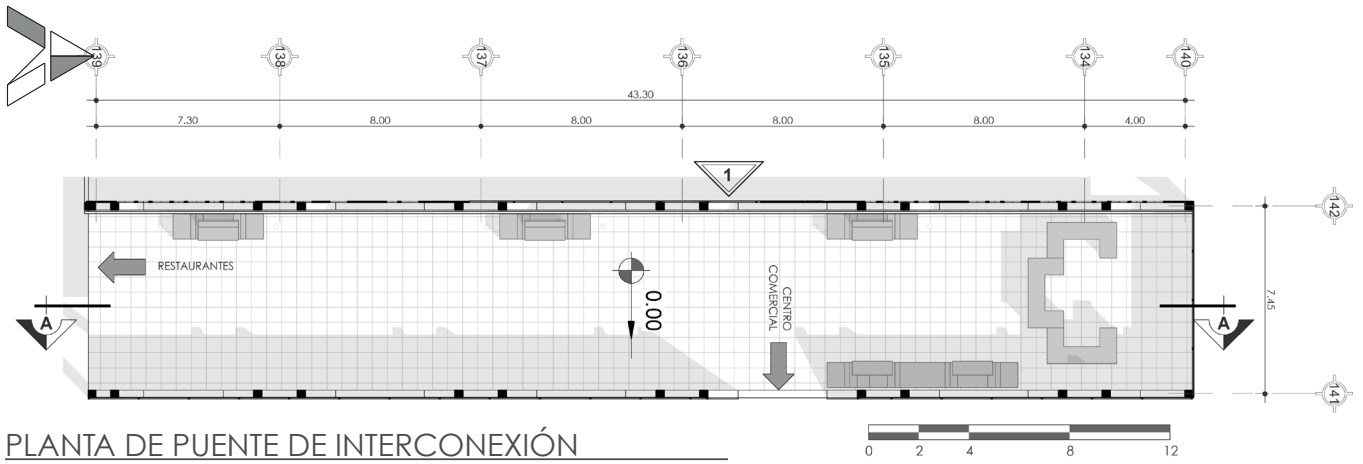 139 138 137 136 135 134 140
43.30
7.30 8.00 8.00 8.00 8.00 4.00
1
142
RESTAURANTES
CENTRO
COMERCIAL
0.00
7.45
A A
141
PLANTA DE PUENTE DE INTERCONEXIÓN
0 2 4 8 12